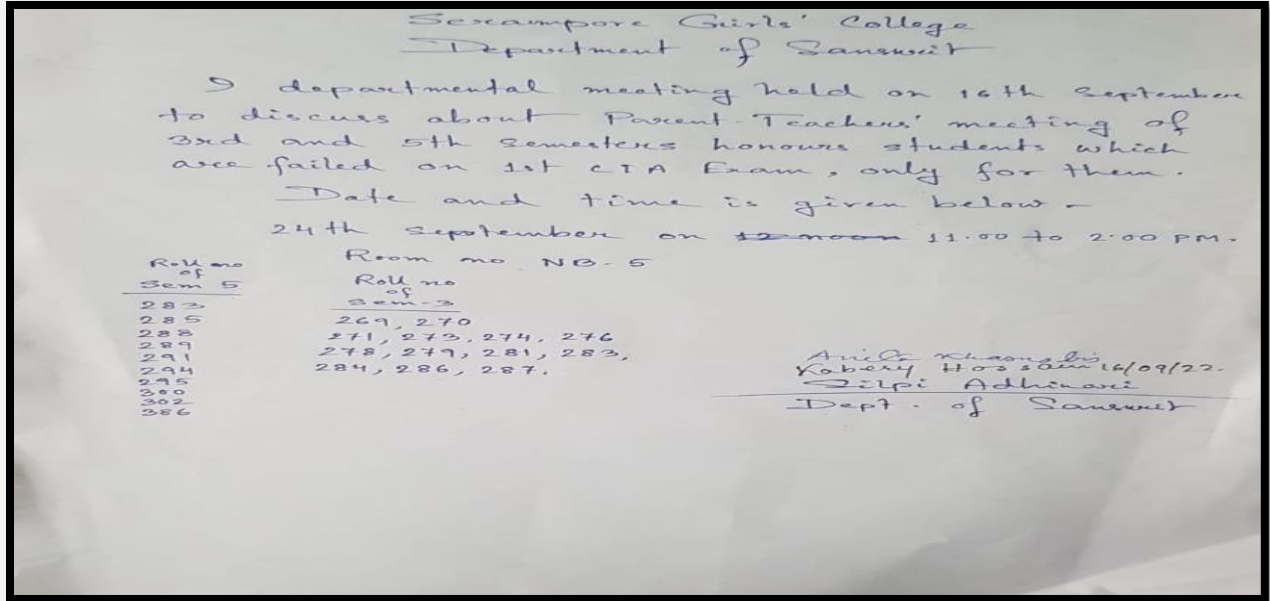 Serampore Girls' College
Department of Sanskrit
I departmental meeting held on 16th September
to discuss about Parent-Teachers' meeting of
3rd and 5th semesters honours students which
are failed on 1st CIA Exam, only for them.
Date and time is given below -
24th September on 12 noon 11.00 to 2.00 PM.
Room no NB-5
Roll no
of
Sem 5
283
285
288
289
291
294
295
300
302
386
Roll no
of
Sem-3
269, 270
271, 273, 274, 276
278, 279, 281, 283,
284, 286, 287.
Kabery Hossain 16/09/22.
Silpi Adhikari
Dept. of Sanskrit